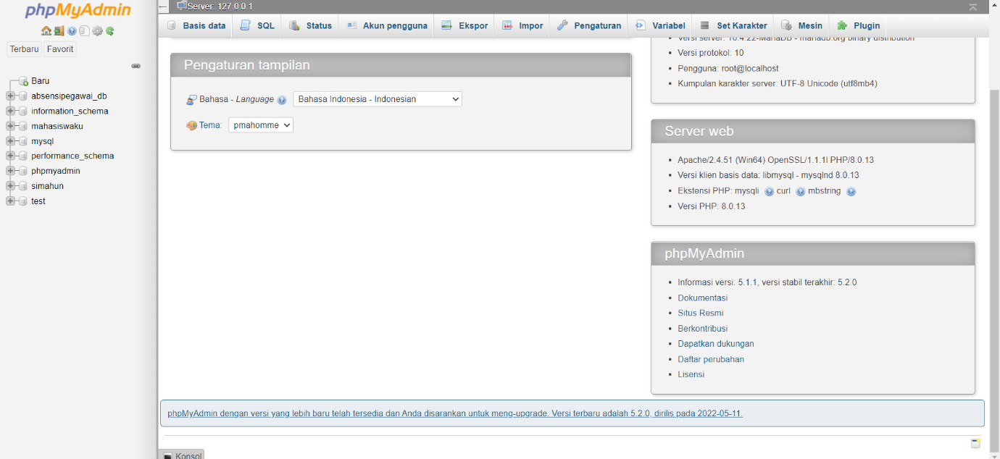 phpMyAdmin
Terbaru Favorit
Baru
absensipegawai_db
information_schema
mahasiswaku
mysql
performance_schema
phpmyadmin
simahun
test
Server: 127.0.0.1
Basis data SQL Status Akun pengguna Ekspor Impor Pengaturan Variabel Set Karakter Mesin Plugin
Pengaturan tampilan
Bahasa - Language Bahasa Indonesia - Indonesian
Tema: pmahomme
Versi server: 10.4.22-MariaDB - mariadb.org binary distribution
Versi protokol: 10
Pengguna: root@localhost
Kumpulan karakter server: UTF-8 Unicode (utf8mb4)
Server web
Apache/2.4.51 (Win64) OpenSSL/1.1.1l PHP/8.0.13
Versi klien basis data: libmysql - mysqlnd 8.0.13
Ekstensi PHP: mysqli curl mbstring
Versi PHP: 8.0.13
phpMyAdmin
Informasi versi: 5.1.1, versi stabil terakhir: 5.2.0
Dokumentasi
Situs Resmi
Berkontribusi
Dapatkan dukungan
Daftar perubahan
Lisensi
phpMyAdmin dengan versi yang lebih baru telah tersedia dan Anda disarankan untuk meng-upgrade. Versi terbaru adalah 5.2.0, dirilis pada 2022-05-11.
Konsol